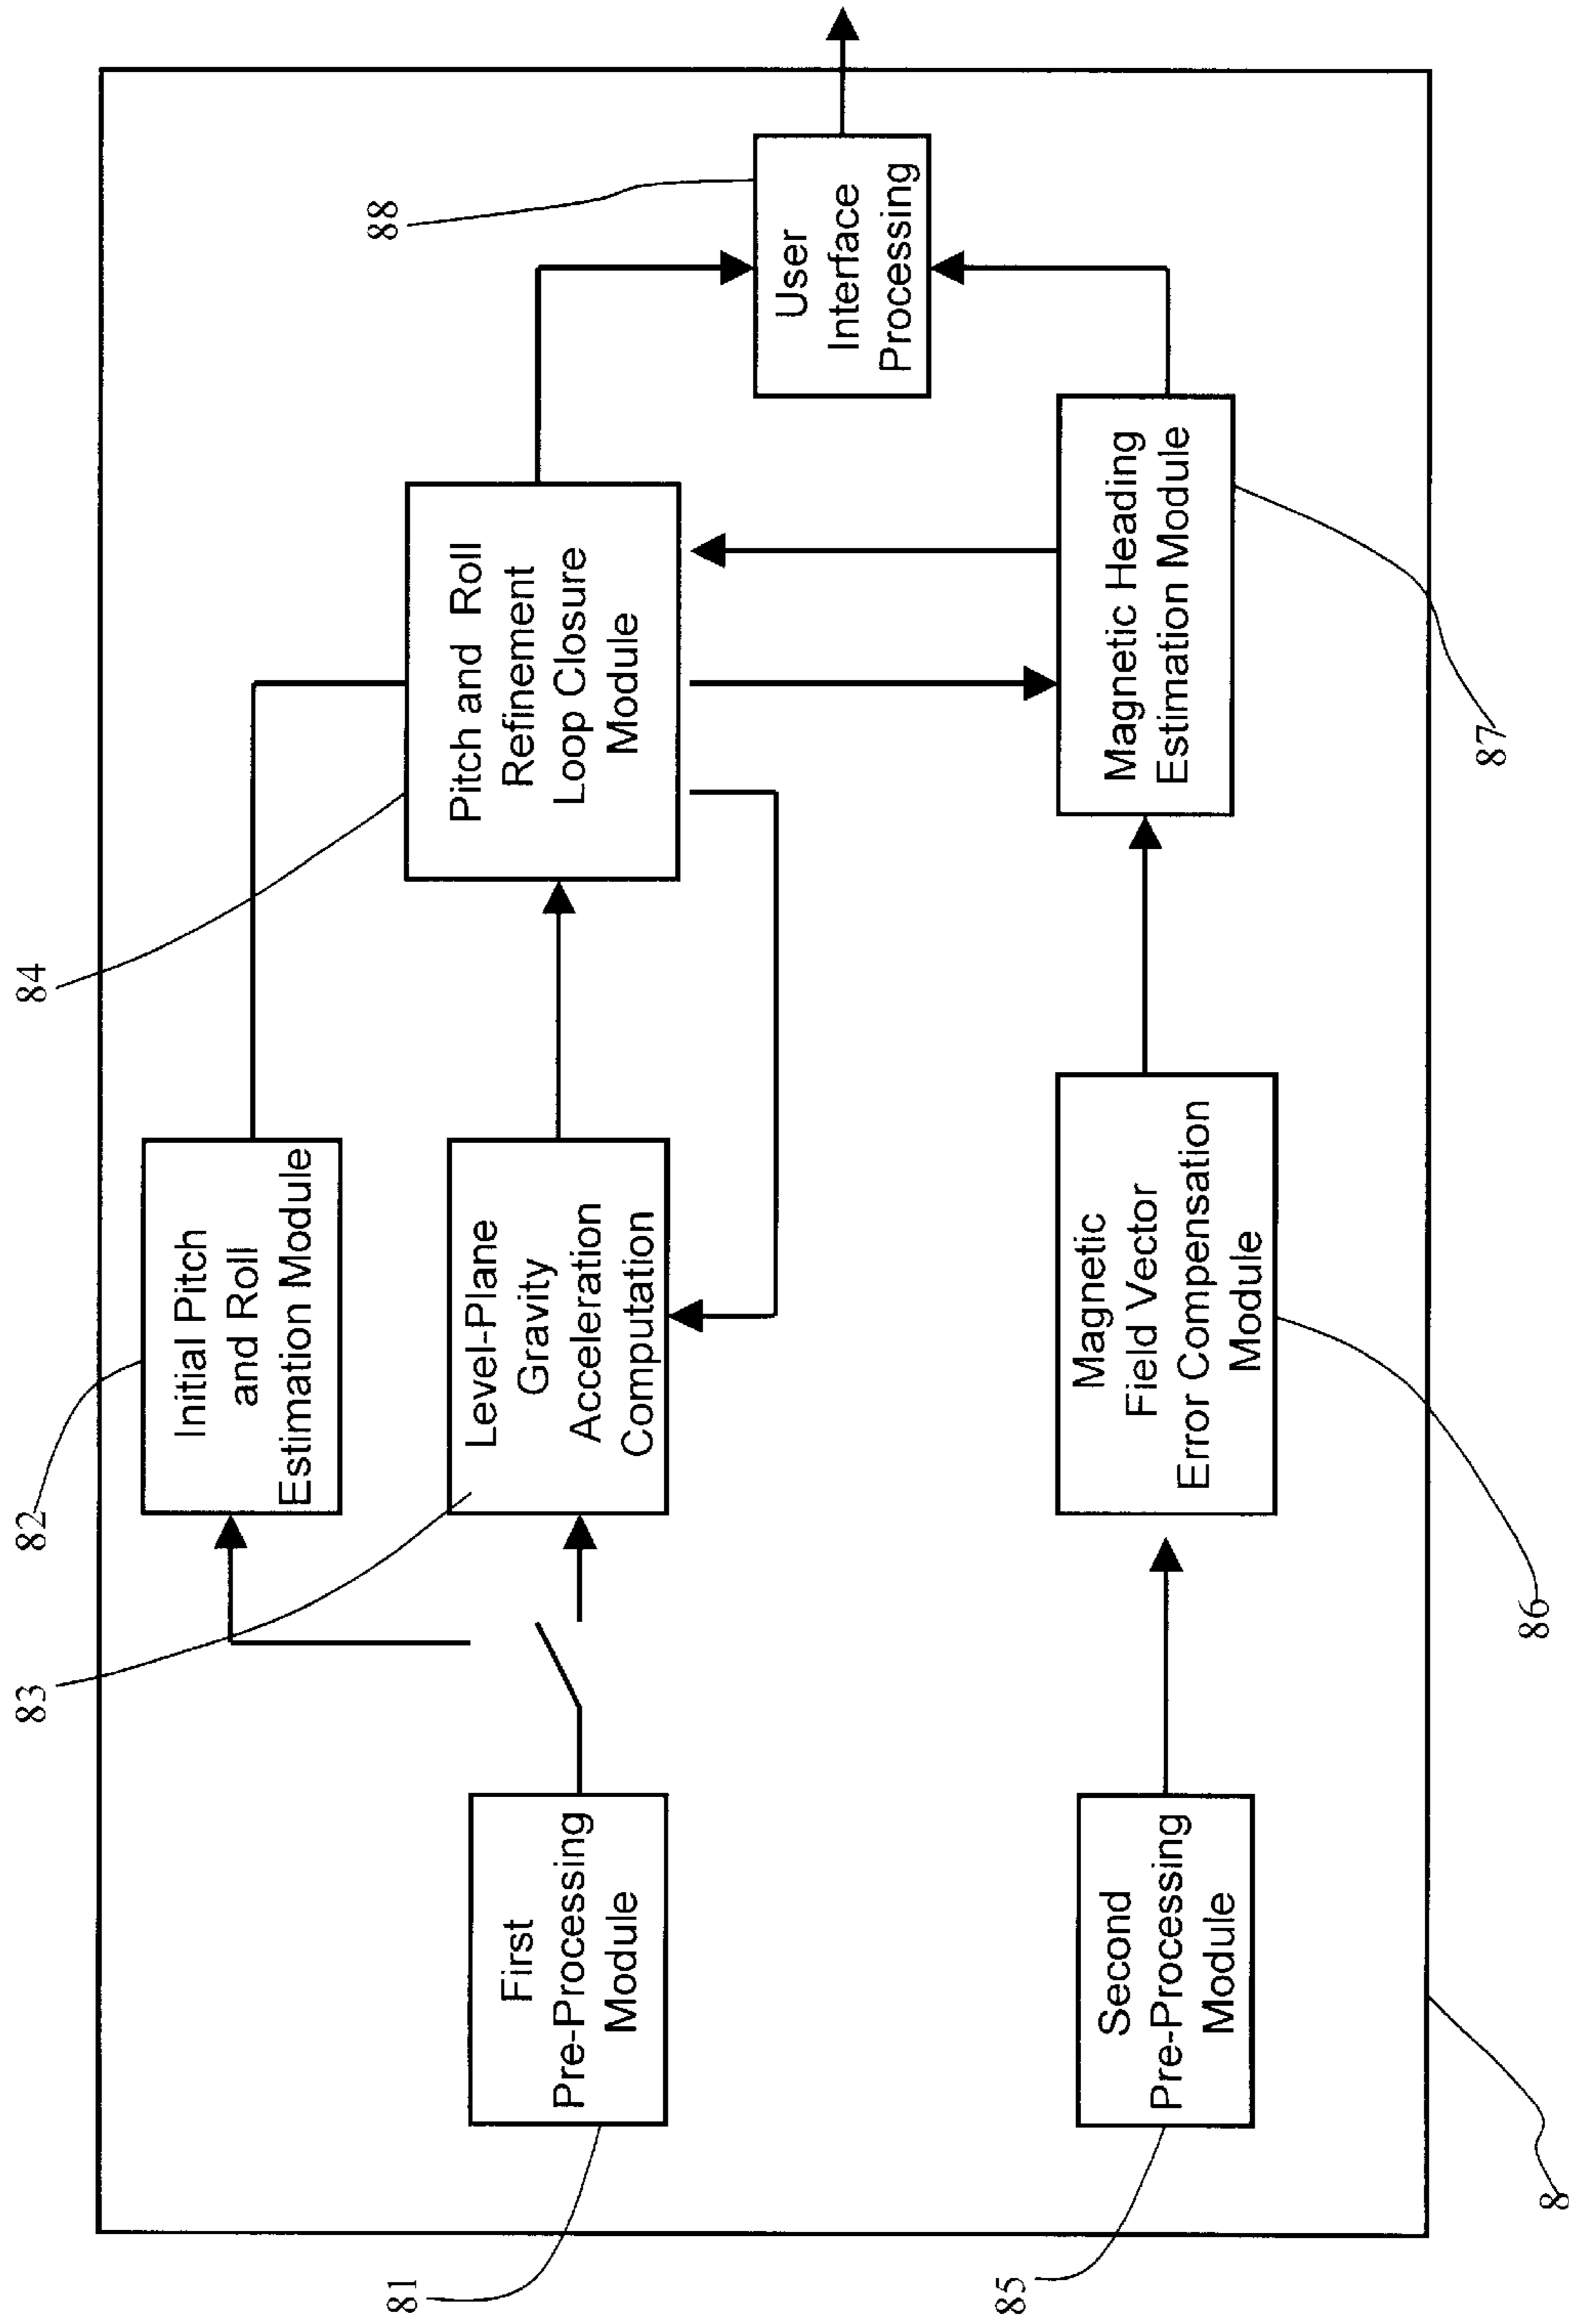 82
Initial Pitch
and Roll
Estimation Module
84
Pitch and Roll
Refinement
Loop Closure
Module
88
User
Interface
Processing
83
Level-Plane
Gravity
Acceleration
Computation
81
First
Pre-Processing
Module
85
Second
Pre-Processing
Module
Magnetic
Field Vector
Error Compensation
Module
86
Magnetic Heading
Estimation Module
87
8